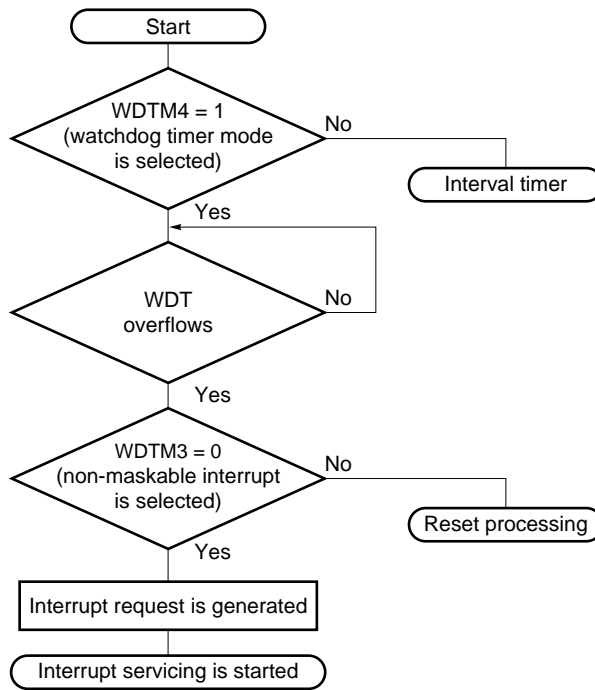 Start
WDTM4 = 1
(watchdog timer mode
is selected)
No
Interval timer
Yes
WDT
overflows
No
Yes
WDTM3 = 0
(non-maskable interrupt
is selected)
No
Reset processing
Yes
Interrupt request is generated
Interrupt servicing is started